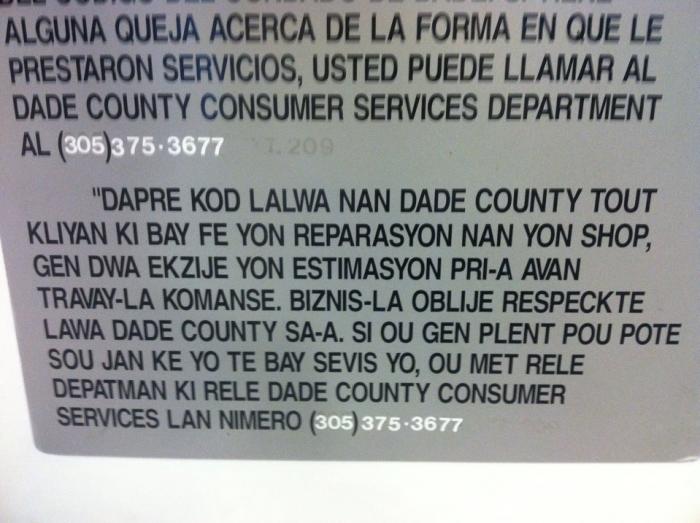 ALGUNA QUEJA ACERCA DE LA FORMA EN QUE LE
PRESTARON SERVICIOS, USTED PUEDE LLAMAR AL
DADE COUNTY CONSUMER SERVICES DEPARTMENT
AL (305)375·3677 T. 209
"DAPRE KOD LALWA NAN DADE COUNTY TOUT
KLIYAN KI BAY FE YON REPARASYON NAN YON SHOP,
GEN DWA EKZIJE YON ESTIMASYON PRI-A AVAN
TRAVAY-LA KOMANSE. BIZNIS-LA OBLIJE RESPECKTE
LAWA DADE COUNTY SA-A. SI OU GEN PLENT POU POTE
SOU JAN KE YO TE BAY SEVIS YO, OU MET RELE
DEPATMAN KI RELE DADE COUNTY CONSUMER
SERVICES LAN NIMERO (305)375·3677